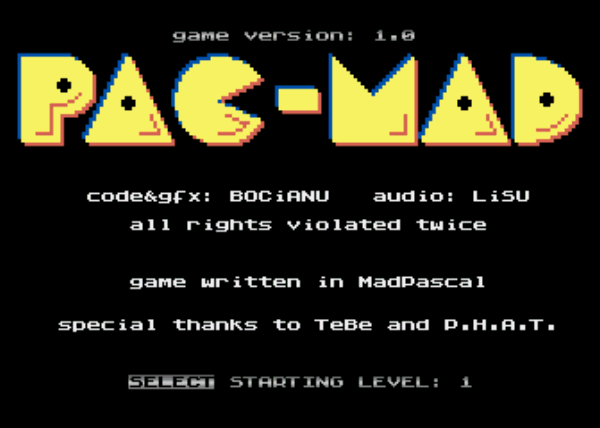 game version: 1.0
PAC-MAD
code&gfx: BOCiANU audio: LiSU
all rights violated twice
game written in MadPascal
special thanks to TeBe and P.H.A.T.
SELECT STARTING LEVEL: 1